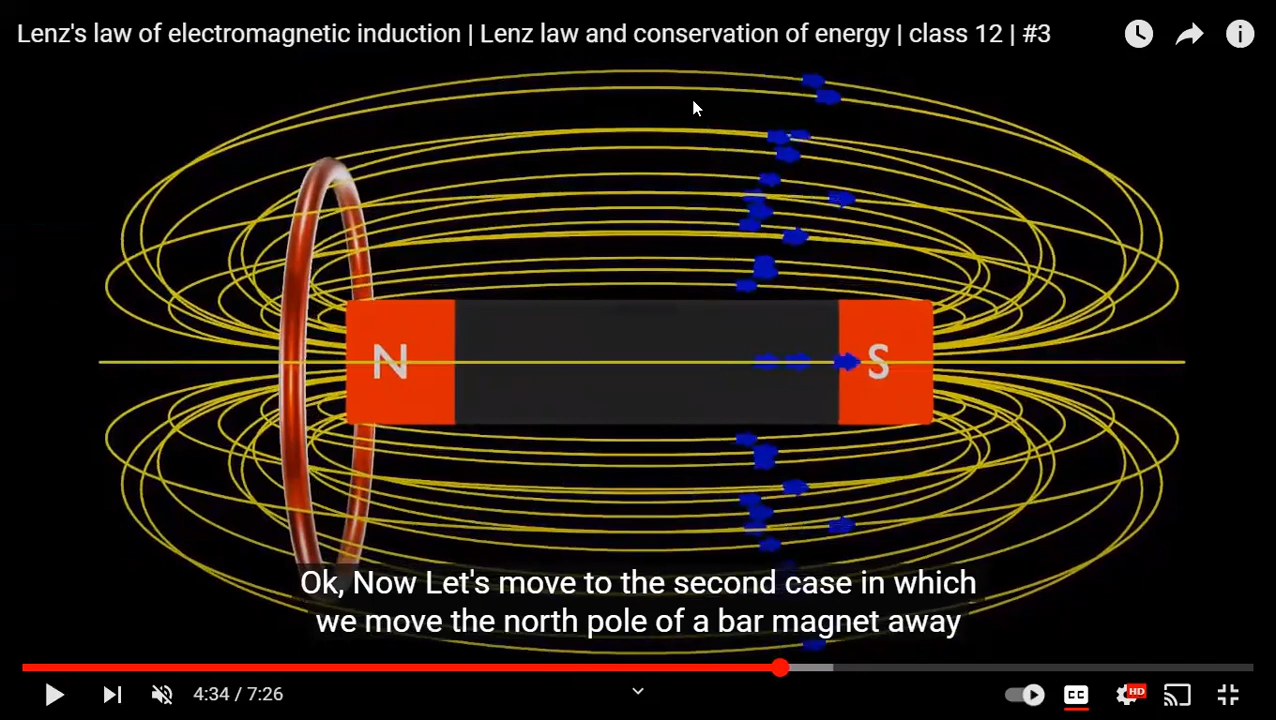 Lenz's law of electromagnetic induction | Lenz law and conservation of energy | class 12 | #3
N S
Ok, Now Let's move to the second case in which
we move the north pole of a bar magnet away
4:34 / 7:26 CC HD